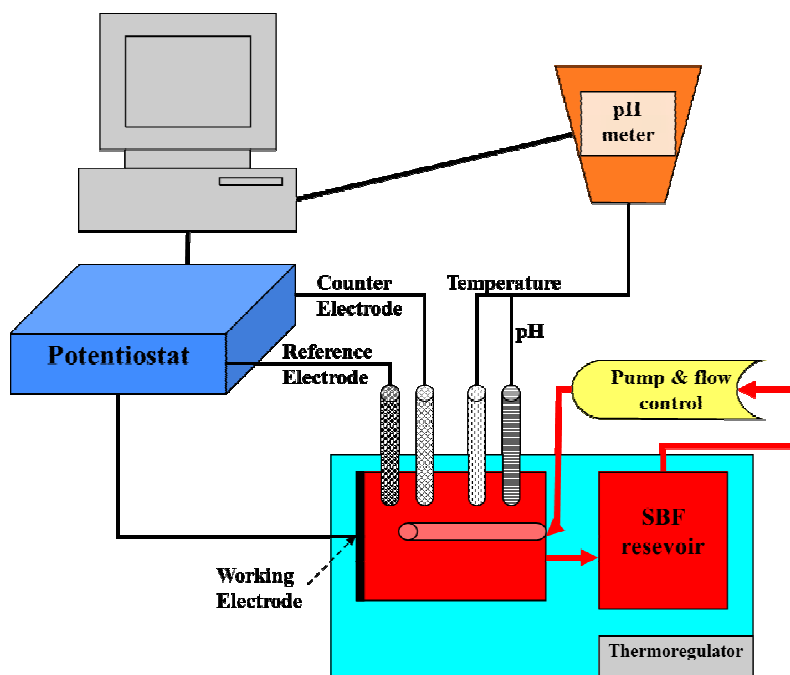 pH
meter
Counter
Electrode
Temperature
pH
Potentiostat
Reference
Electrode
Pump & flow
control
SBF
resevoir
Working
Electrode
Thermoregulator